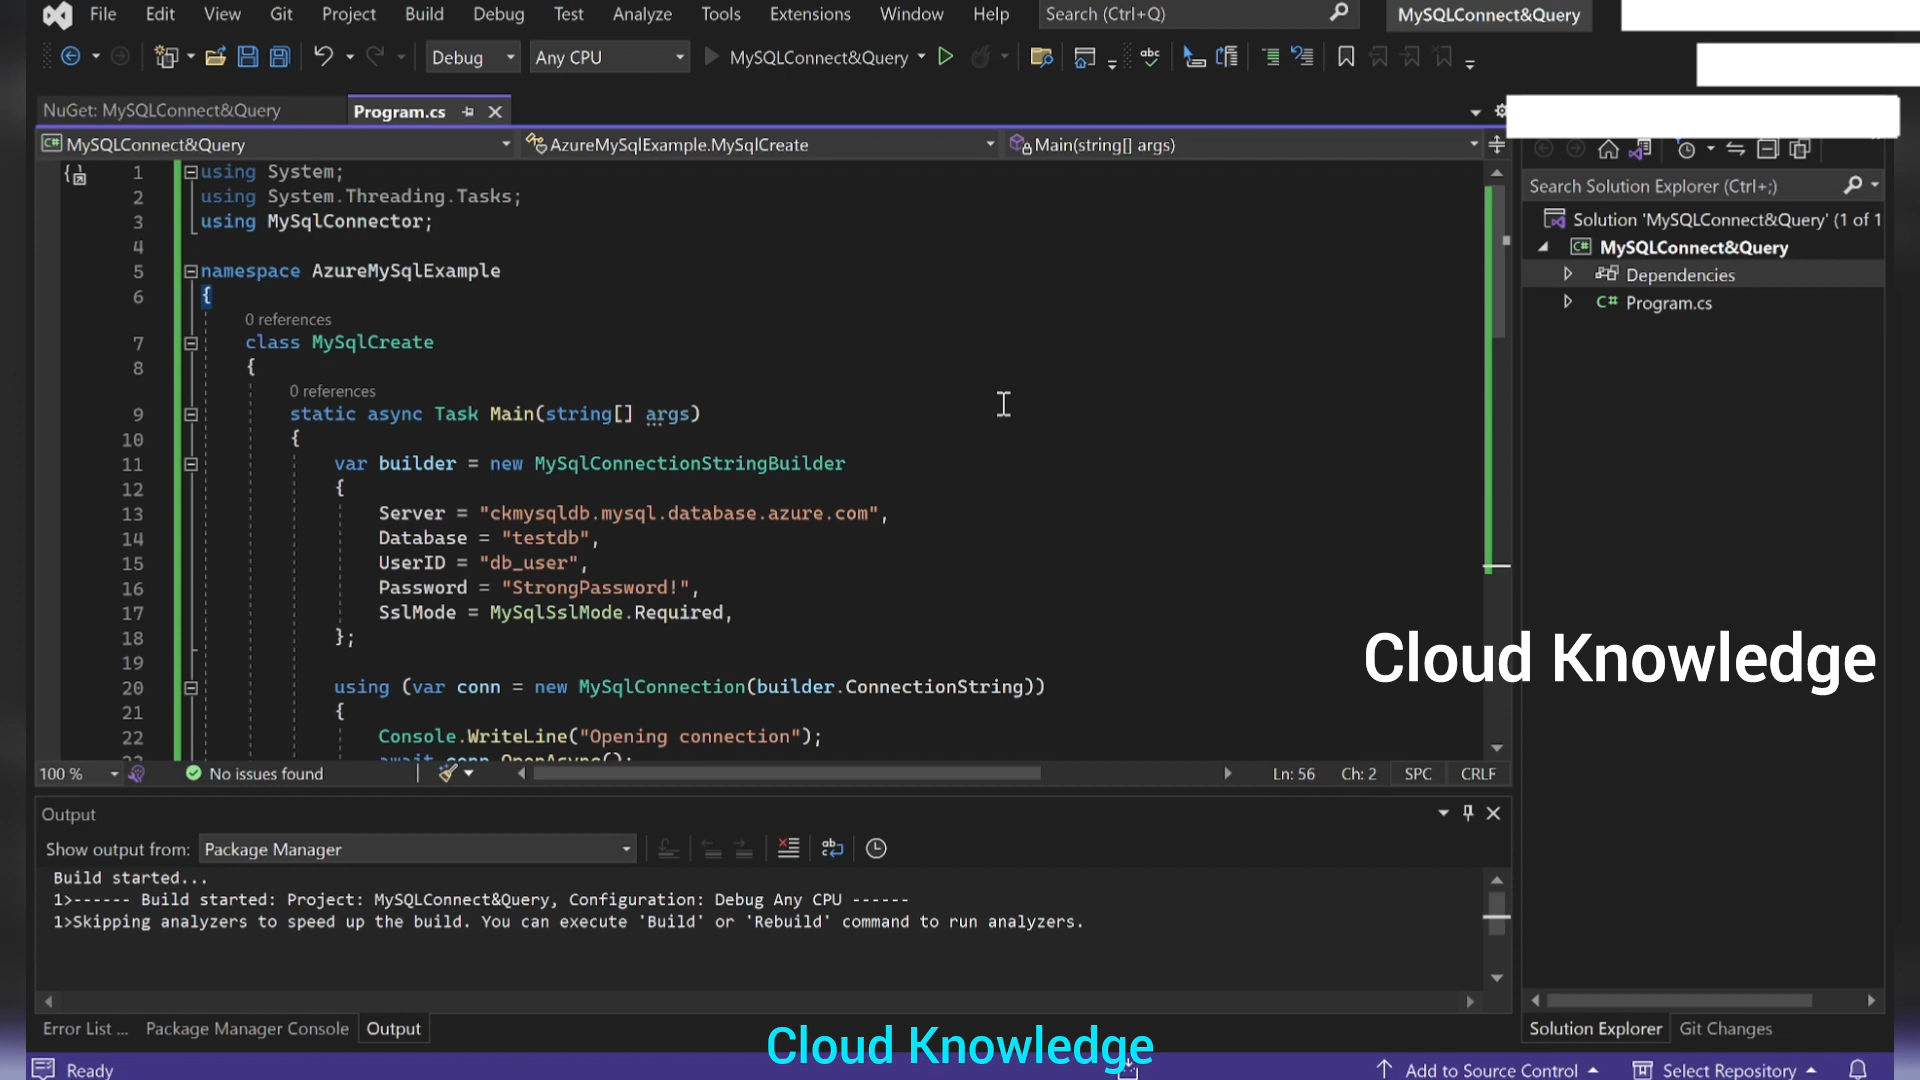 File Edit View Git Project Build Debug Test Analyze Tools Extensions Window Help Search (Ctrl+Q) MySQLConnect&Query
Debug Any CPU MySQLConnect&Query
NuGet: MySQLConnect&Query Program.cs
MySQLConnect&Query AzureMySqlExample.MySqlCreate Main(string[] args)
1 using System;
2 using System.Threading.Tasks;
3 using MySqlConnector;
4
5 namespace AzureMySqlExample
6 {
0 references
7 class MySqlCreate
8 {
0 references
9 static async Task Main(string[] args)
10 {
11 var builder = new MySqlConnectionStringBuilder
12 {
13 Server = "ckmysqldb.mysql.database.azure.com",
14 Database = "testdb",
15 UserID = "db_user",
16 Password = "StrongPassword!",
17 SslMode = MySqlSslMode.Required,
18 };
19
20 using (var conn = new MySqlConnection(builder.ConnectionString))
21 {
22 Console.WriteLine("Opening connection");
23 await conn.OpenAsync();
100 % No issues found Ln: 56 Ch: 2 SPC CRLF
Search Solution Explorer (Ctrl+;)
Solution 'MySQLConnect&Query' (1 of 1
MySQLConnect&Query
Dependencies
C# Program.cs
Cloud Knowledge
Output
Show output from: Package Manager
Build started...
1>------ Build started: Project: MySQLConnect&Query, Configuration: Debug Any CPU ------
1>Skipping analyzers to speed up the build. You can execute 'Build' or 'Rebuild' command to run analyzers.
Error List ... Package Manager Console Output
Solution Explorer Git Changes
Cloud Knowledge
Ready Add to Source Control Select Repository